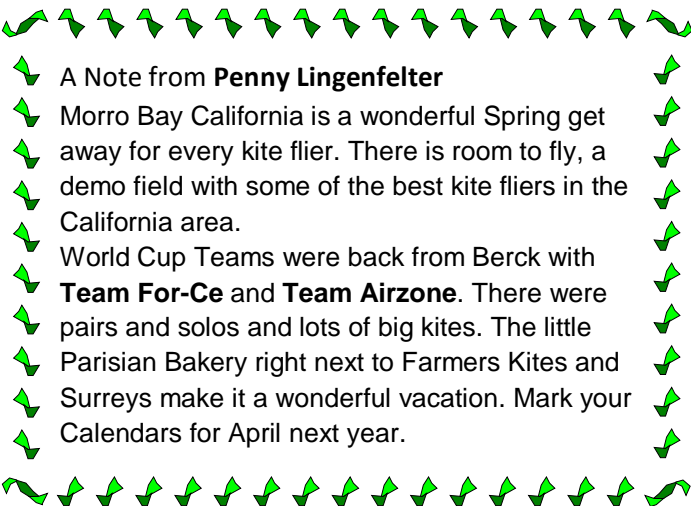 A Note from Penny Lingenfelter
Morro Bay California is a wonderful Spring get
away for every kite flier. There is room to fly, a
demo field with some of the best kite fliers in the
California area.
World Cup Teams were back from Berck with
Team For-Ce and Team Airzone. There were
pairs and solos and lots of big kites. The little
Parisian Bakery right next to Farmers Kites and
Surreys make it a wonderful vacation. Mark your
Calendars for April next year.